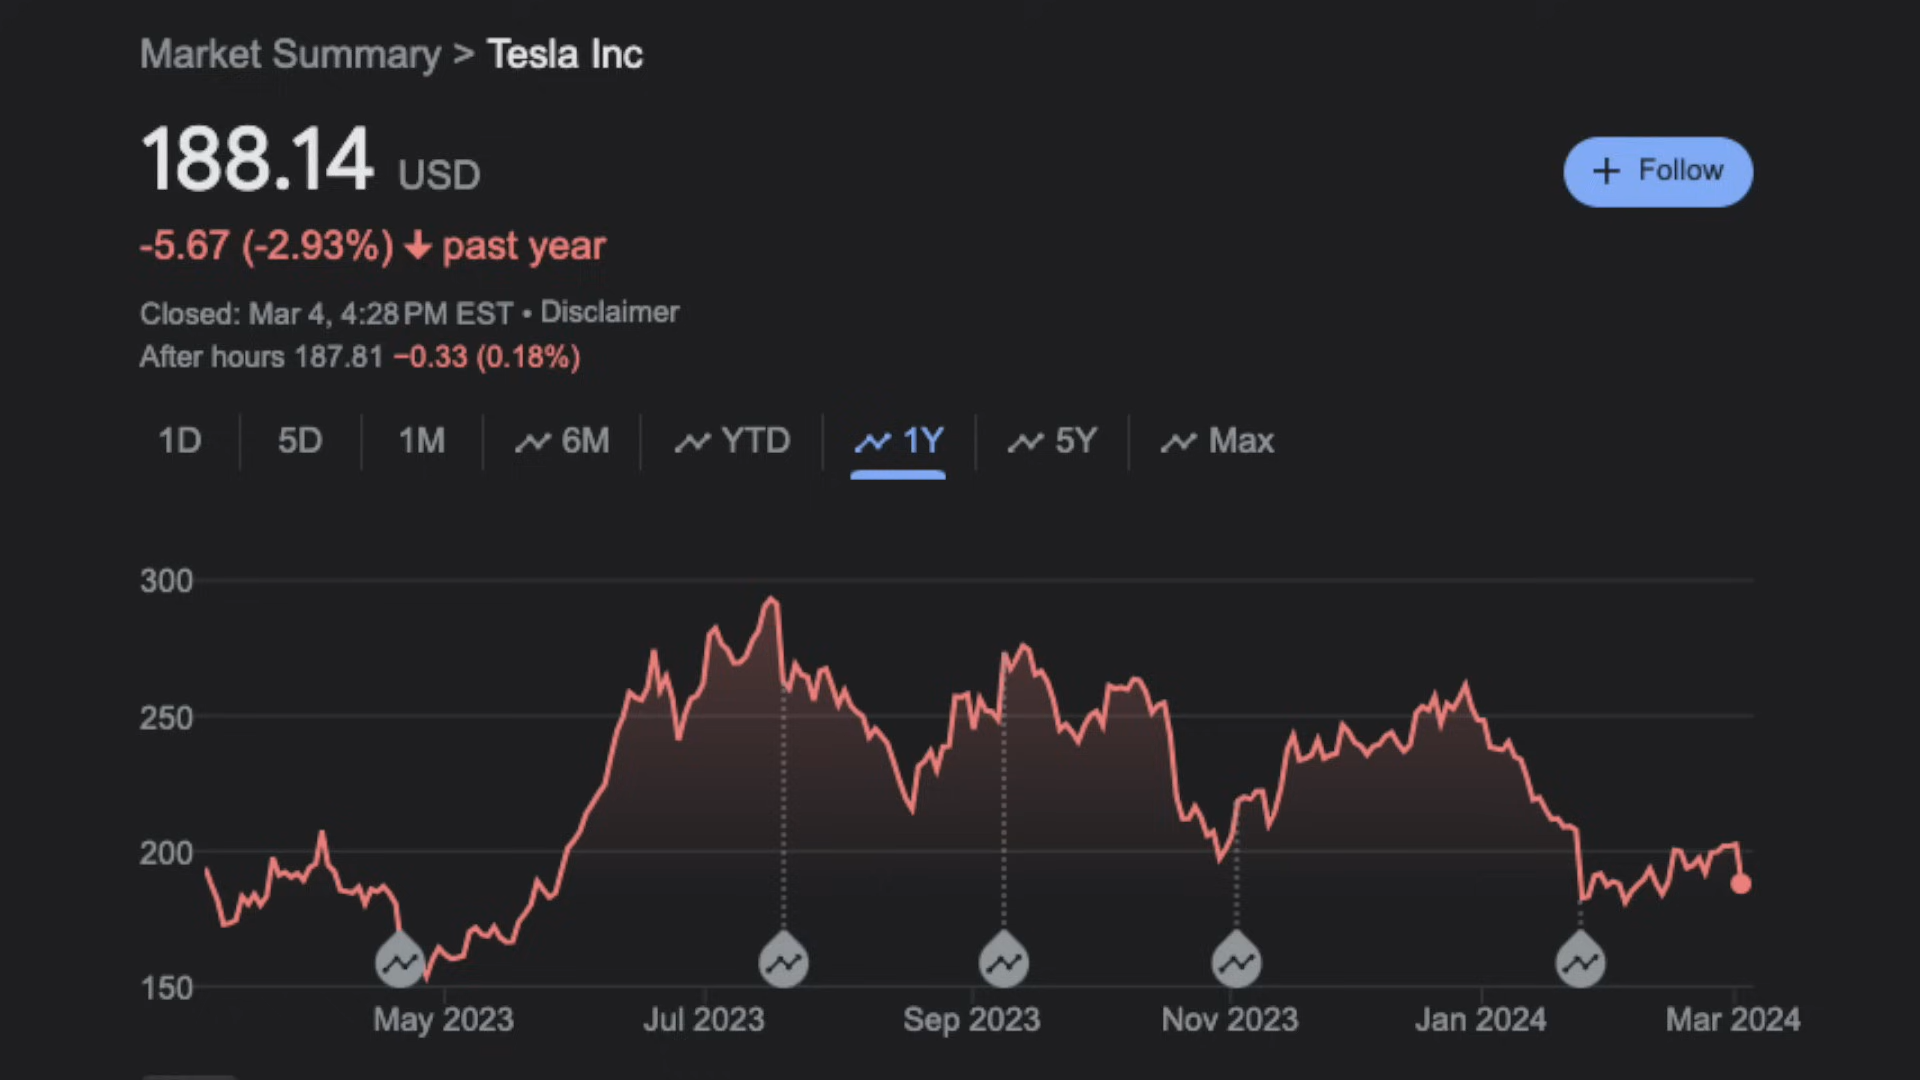 Market Summary > Tesla Inc
188.14 USD
+ Follow
-5.67 (-2.93%) ↓ past year
Closed: Mar 4, 4:28 PM EST • Disclaimer
After hours 187.81 −0.33 (0.18%)
1D 5D 1M 6M YTD 1Y 5Y Max
300
250
200
150
May 2023 Jul 2023 Sep 2023 Nov 2023 Jan 2024 Mar 2024